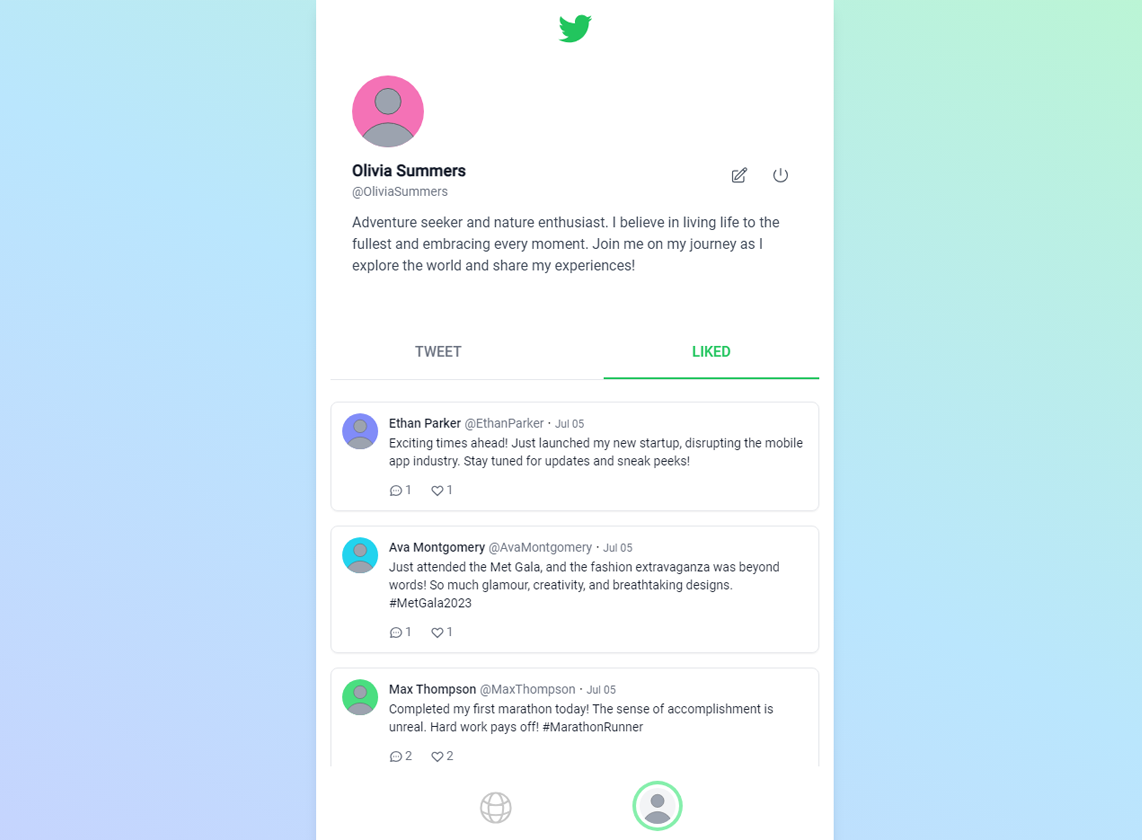 Olivia Summers
@OliviaSummers
Adventure seeker and nature enthusiast. I believe in living life to the
fullest and embracing every moment. Join me on my journey as I
explore the world and share my experiences!
TWEET
LIKED
Ethan Parker @EthanParker · Jul 05
Exciting times ahead! Just launched my new startup, disrupting the mobile
app industry. Stay tuned for updates and sneak peeks!
1 1
Ava Montgomery @AvaMontgomery · Jul 05
Just attended the Met Gala, and the fashion extravaganza was beyond
words! So much glamour, creativity, and breathtaking designs.
#MetGala2023
1 1
Max Thompson @MaxThompson · Jul 05
Completed my first marathon today! The sense of accomplishment is
unreal. Hard work pays off! #MarathonRunner
2 2